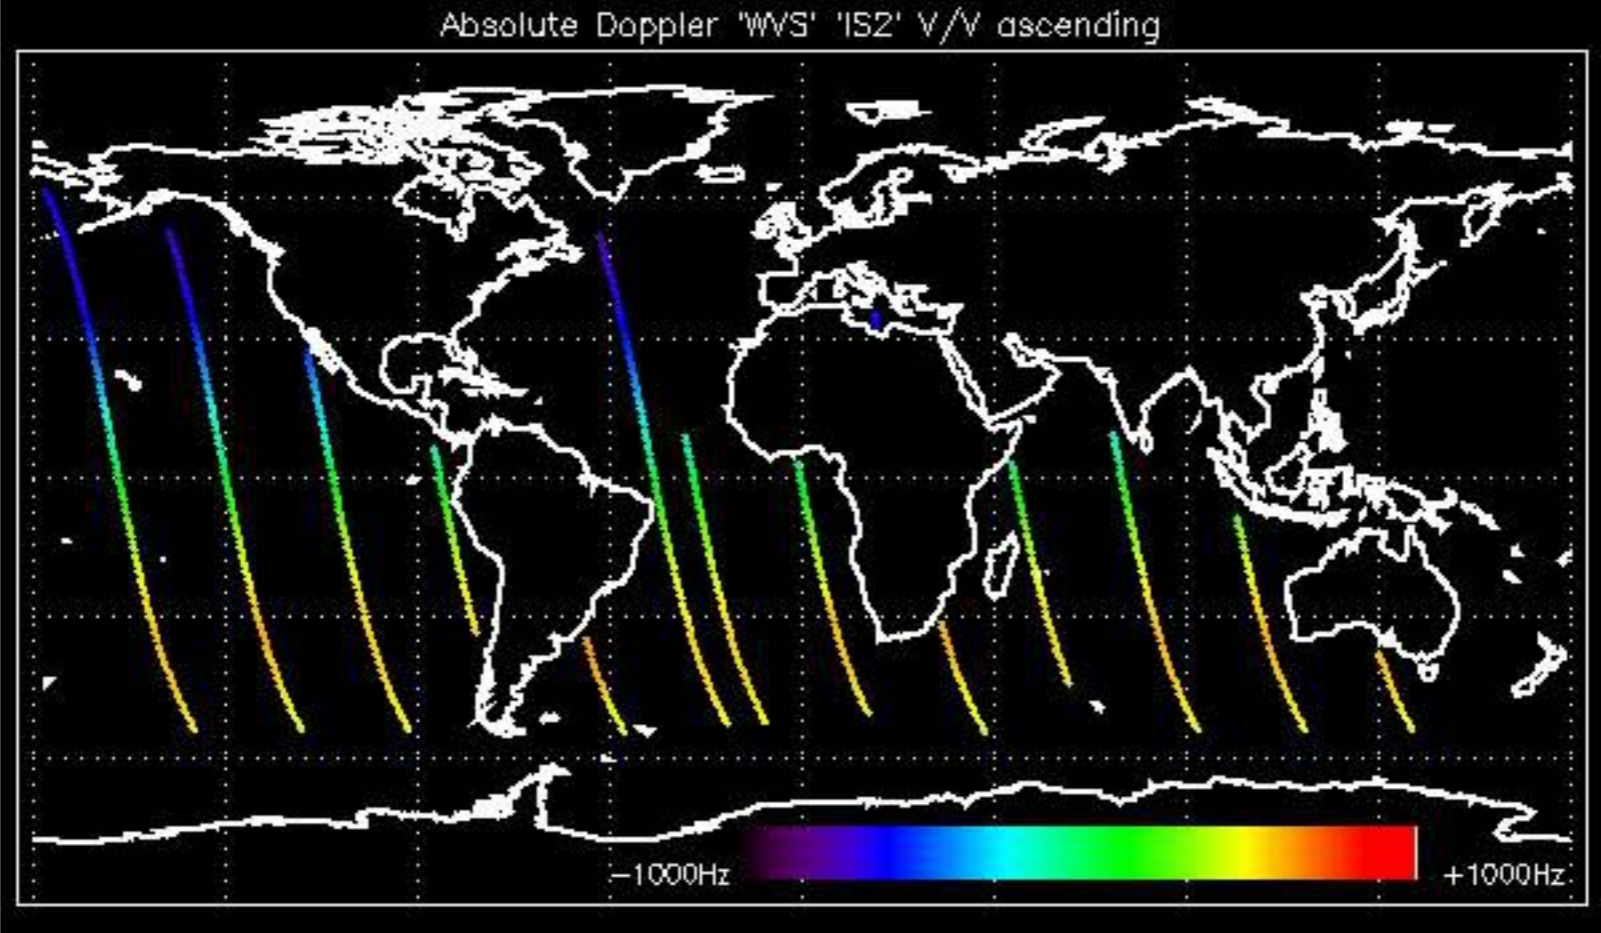 Absolute Doppler 'WVS' 'IS2' V/V ascending
-1000Hz +1000Hz